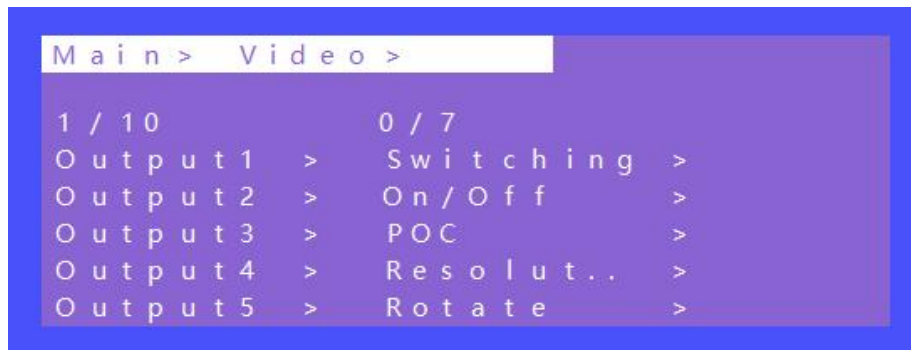 Main> Video>
1/10 0/7
Output1 > Switching >
Output2 > On/Off >
Output3 > POC >
Output4 > Resolut.. >
Output5 > Rotate >